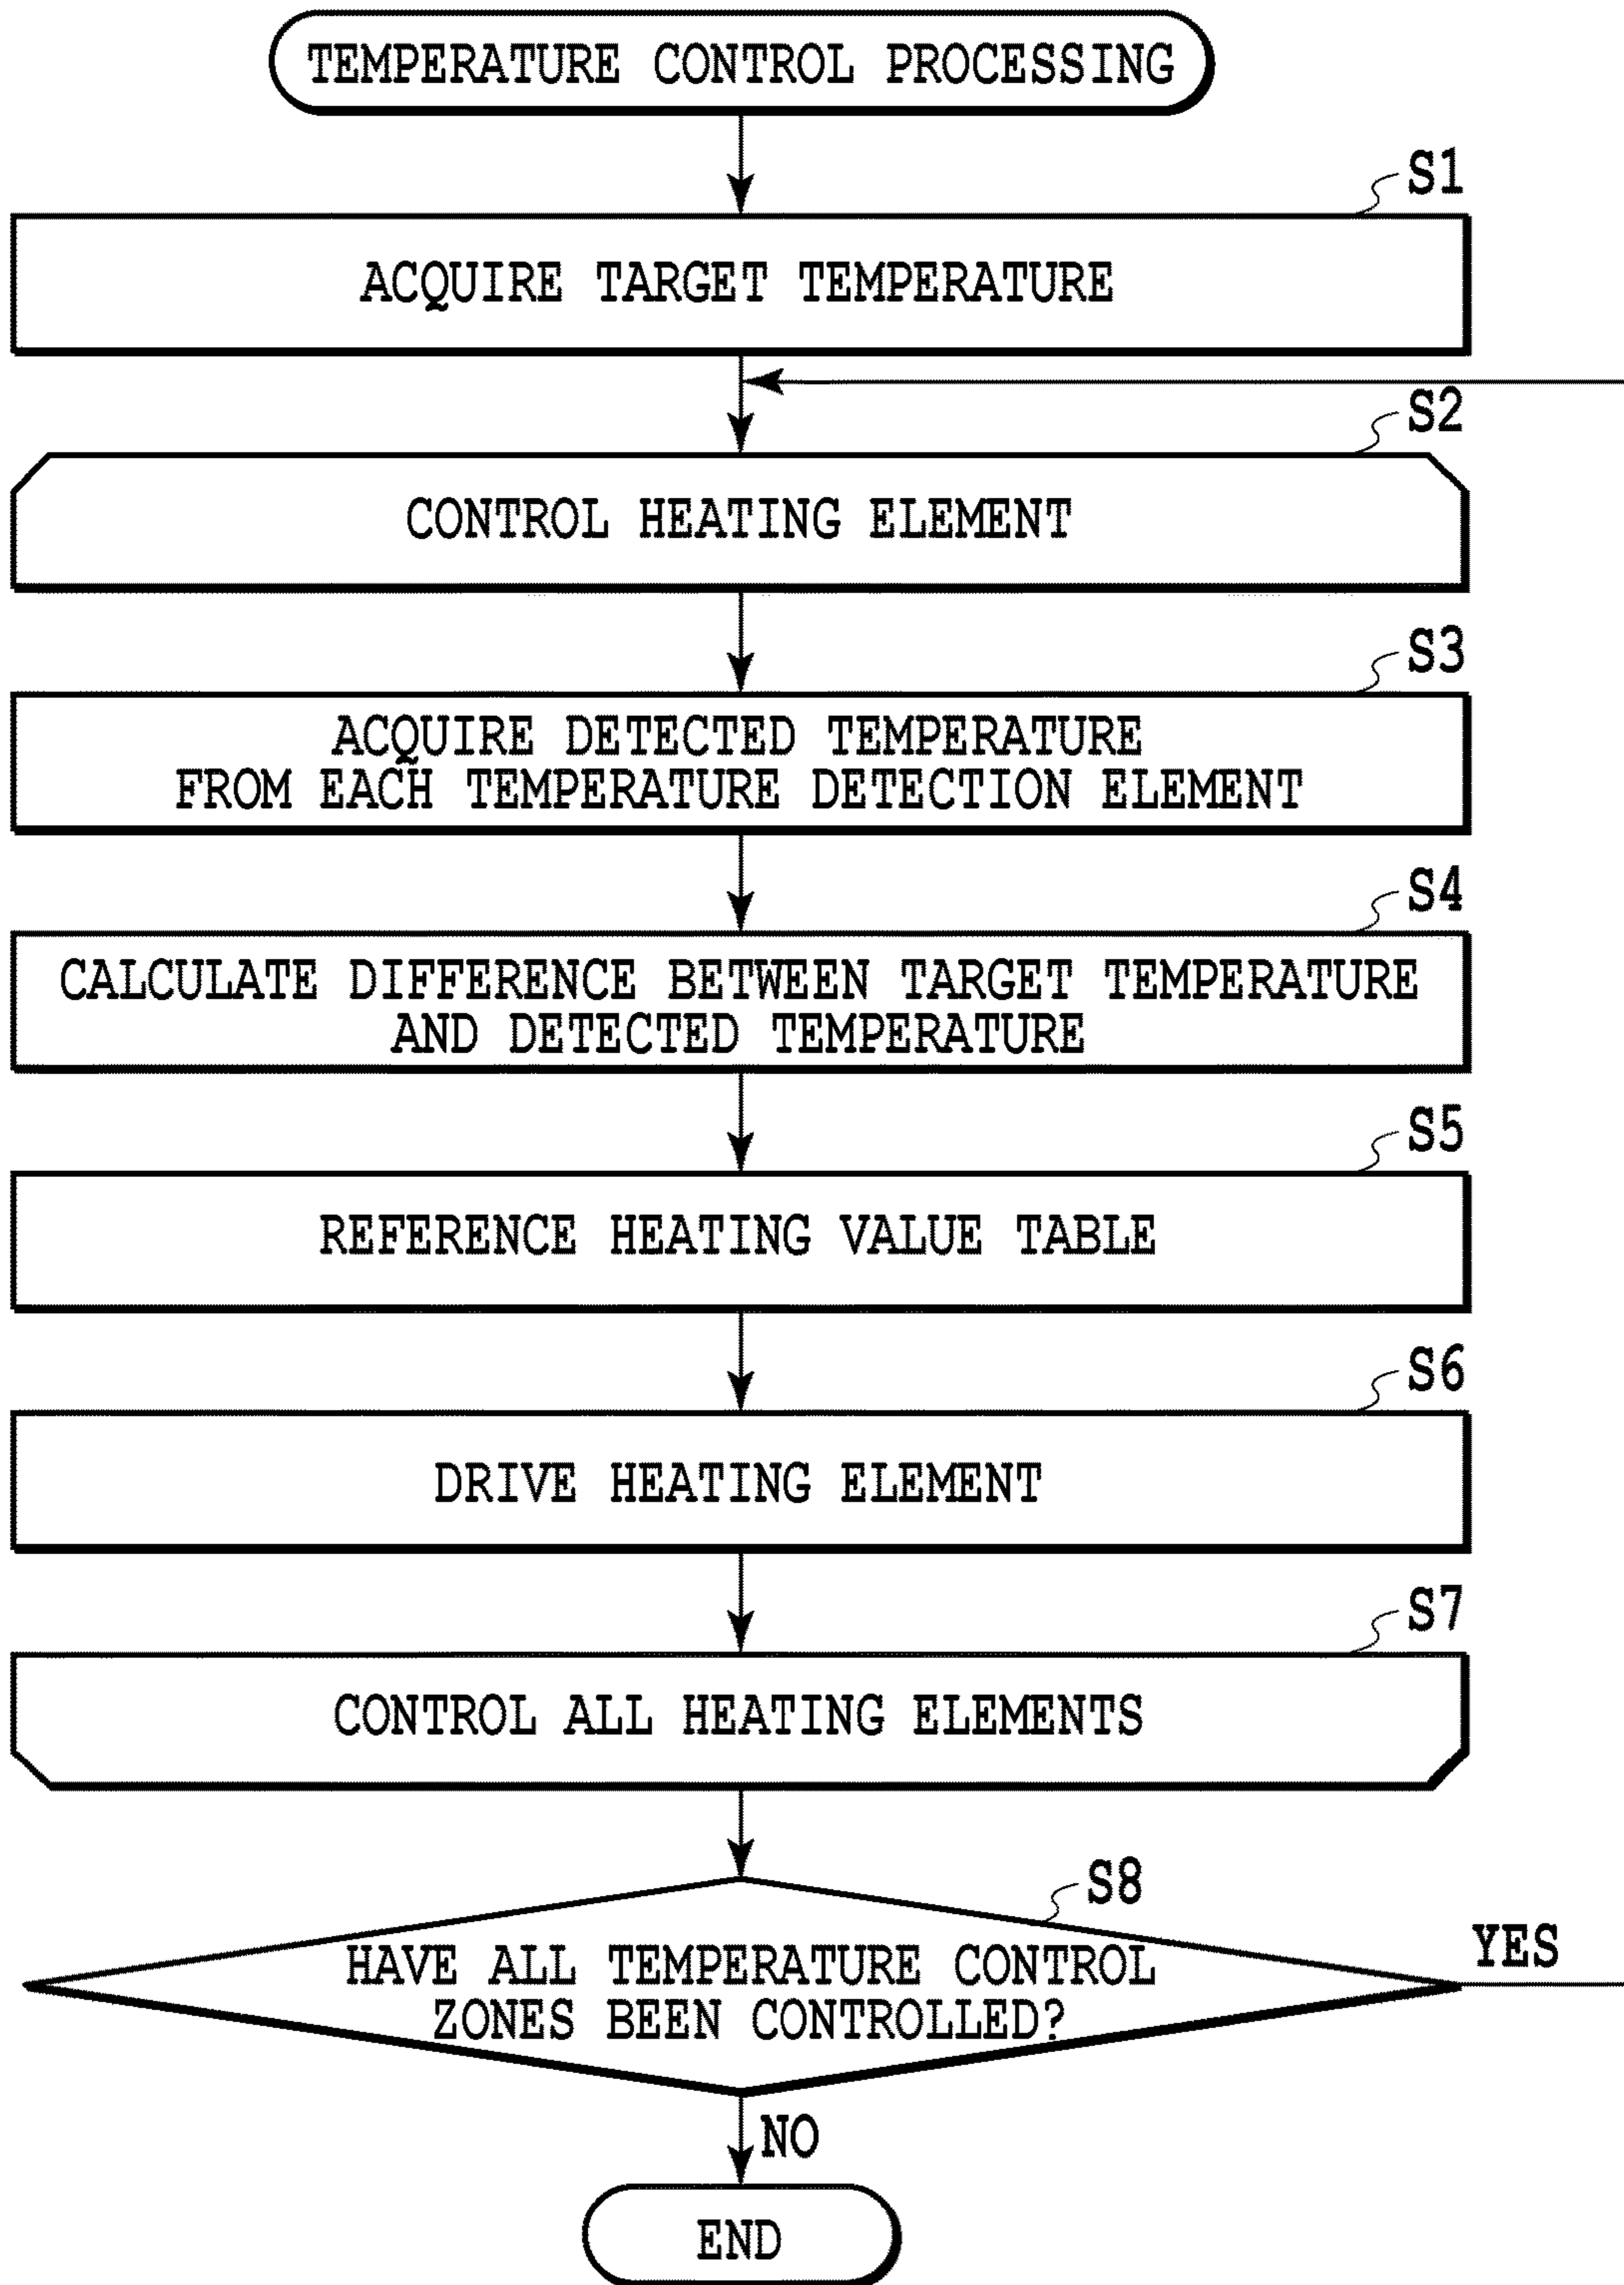 TEMPERATURE CONTROL PROCESSING
S1
ACQUIRE TARGET TEMPERATURE
S2
CONTROL HEATING ELEMENT
S3
ACQUIRE DETECTED TEMPERATURE
FROM EACH TEMPERATURE DETECTION ELEMENT
S4
CALCULATE DIFFERENCE BETWEEN TARGET TEMPERATURE
AND DETECTED TEMPERATURE
S5
REFERENCE HEATING VALUE TABLE
S6
DRIVE HEATING ELEMENT
S7
CONTROL ALL HEATING ELEMENTS
S8
HAVE ALL TEMPERATURE CONTROL
ZONES BEEN CONTROLLED?
YES
NO
END